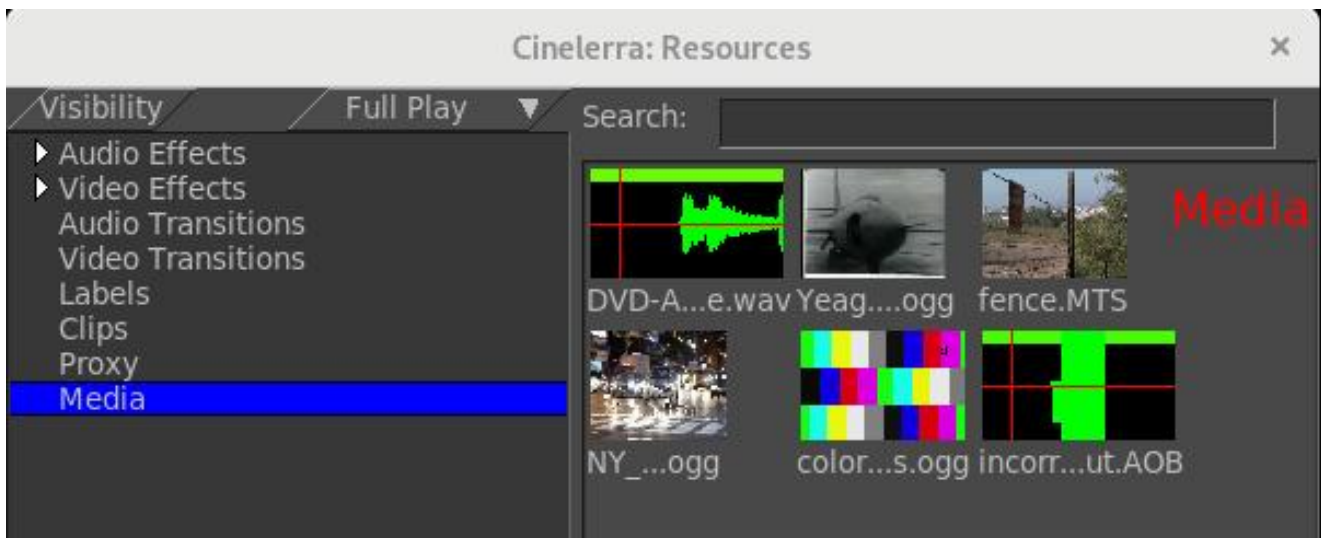 Cinelerra: Resources ×
Visibility Full Play ▼
Search:
Audio Effects
Video Effects
Audio Transitions
Video Transitions
Labels
Clips
Proxy
Media
Media
DVD-A...e.wav Yeag....ogg fence.MTS
NY_...ogg color...s.ogg incorr...ut.AOB